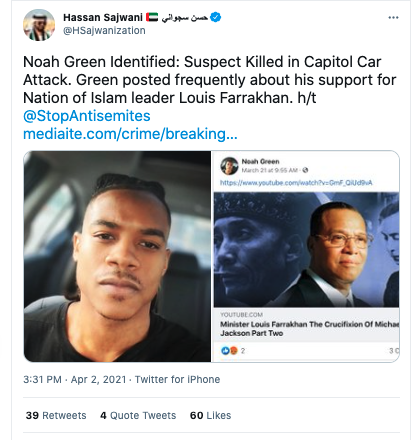 Hassan Sajwani 🇦🇪 حسن سجواني
@HSajwanization
Noah Green Identified: Suspect Killed in Capitol Car
Attack. Green posted frequently about his support for
Nation of Islam leader Louis Farrakhan. h/t
@StopAntisemites
mediaite.com/crime/breaking...
Noah Green
March 21 at 9:55 AM ·
https://www.youtube.com/watch?v=GmF_QiUd9vA
YOUTUBE.COM
Minister Louis Farrakhan The Crucifixion Of Michae
Jackson Part Two
2
3 C
3:31 PM · Apr 2, 2021 · Twitter for iPhone
39 Retweets 4 Quote Tweets 60 Likes